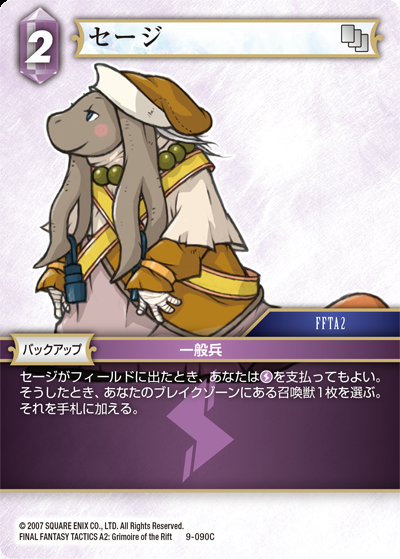 2
セージ
FFTA2
バックアップ
一般兵
セージがフィールドに出たとき、あなたはを支払ってもよい。
そうしたとき、あなたのブレイクゾーンにある召喚獣1枚を選ぶ。
それを手札に加える。
© 2007 SQUARE ENIX CO., LTD. All Rights Reserved.
FINAL FANTASY TACTICS A2: Grimoire of the Rift 9-090C